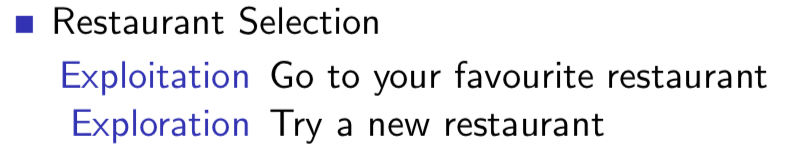 Restaurant Selection
Exploitation Go to your favourite restaurant
Exploration Try a new restaurant